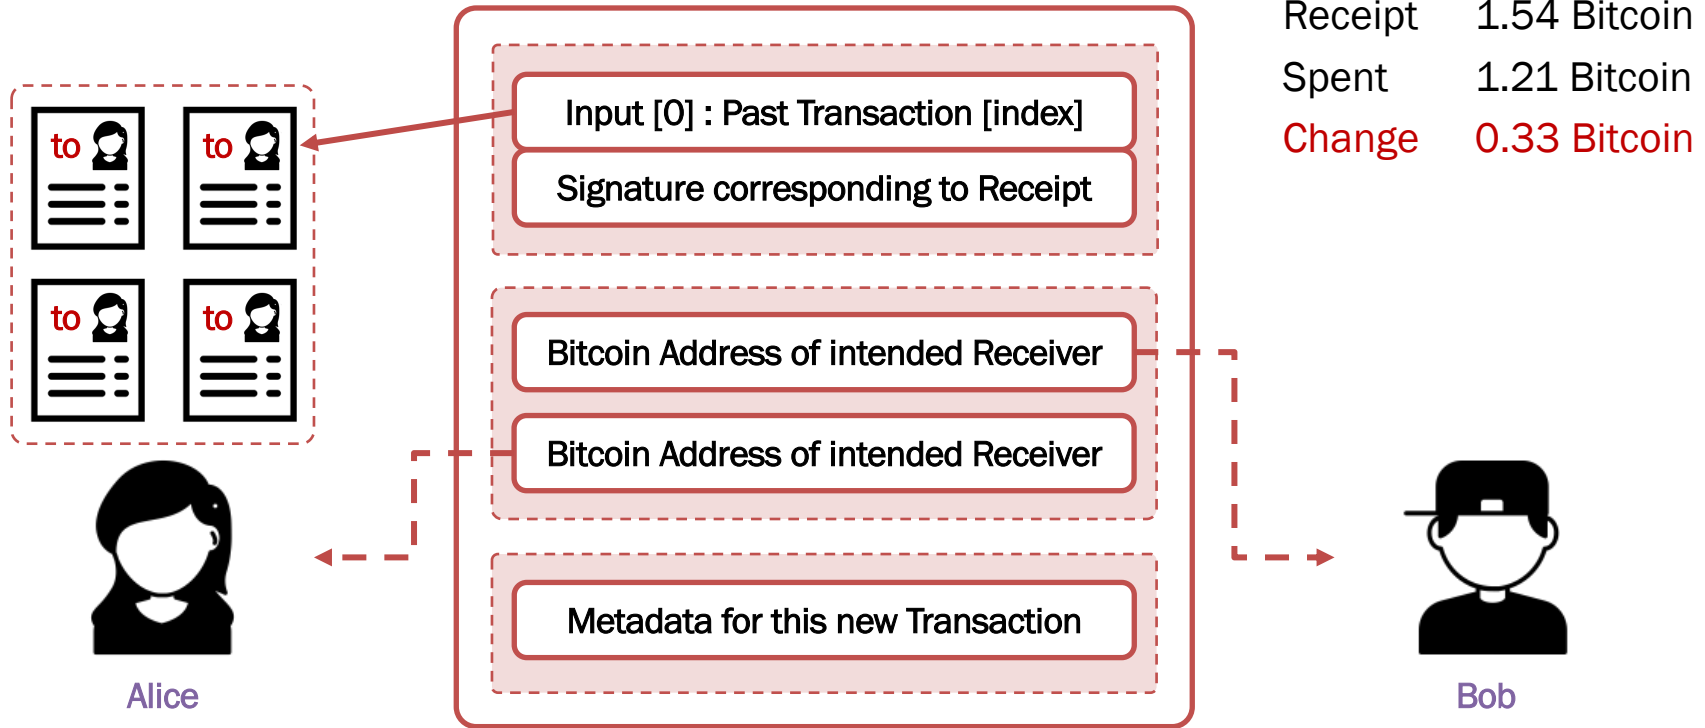 Receipt 1.54 Bitcoin
Spent 1.21 Bitcoin
Change 0.33 Bitcoin
to
to
to
to
Input [0] : Past Transaction [index]
Signature corresponding to Receipt
Bitcoin Address of intended Receiver
Bitcoin Address of intended Receiver
Metadata for this new Transaction
Alice
Bob